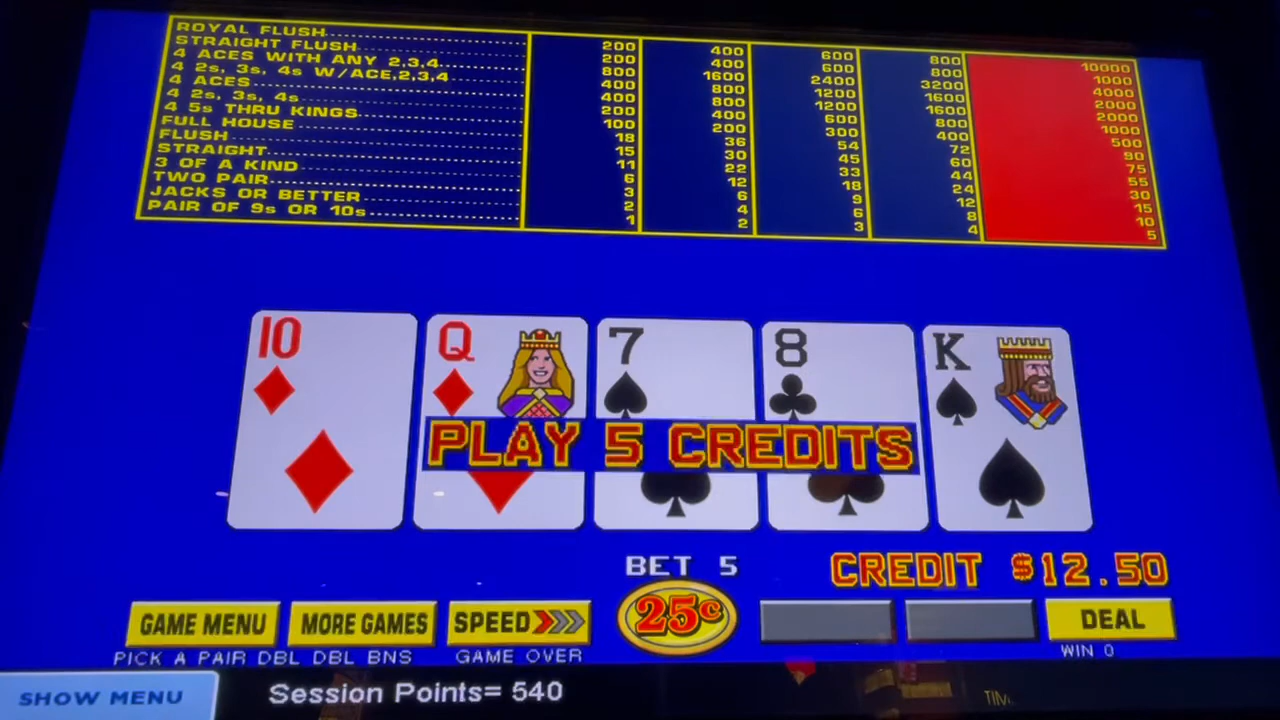 ROYAL FLUSH 200 400 600 800 10000
STRAIGHT FLUSH 200 400 600 800 1000
4 ACES WITH ANY 2,3,4 800 1600 2400 3200 4000
4 2s, 3s, 4s W/ACE,2,3,4 400 800 1200 1600 2000
4 ACES 400 800 1200 1600 2000
4 2s, 3s, 4s 200 400 600 800 1000
4 5s THRU KINGS 100 200 300 400 500
FULL HOUSE 18 36 54 72 90
FLUSH 15 30 45 60 75
STRAIGHT 11 22 33 44 55
3 OF A KIND 6 12 18 24 30
TWO PAIR 3 6 9 12 15
JACKS OR BETTER 2 4 6 8 10
PAIR OF 9s OR 10s 1 2 3 4 5
10 Q 7 8 K
PLAY 5 CREDITS
BET 5 CREDIT $12.50
GAME MENU MORE GAMES SPEED 25¢ DEAL
PICK A PAIR DBL DBL BNS GAME OVER WIN 0
SHOW MENU Session Points= 540